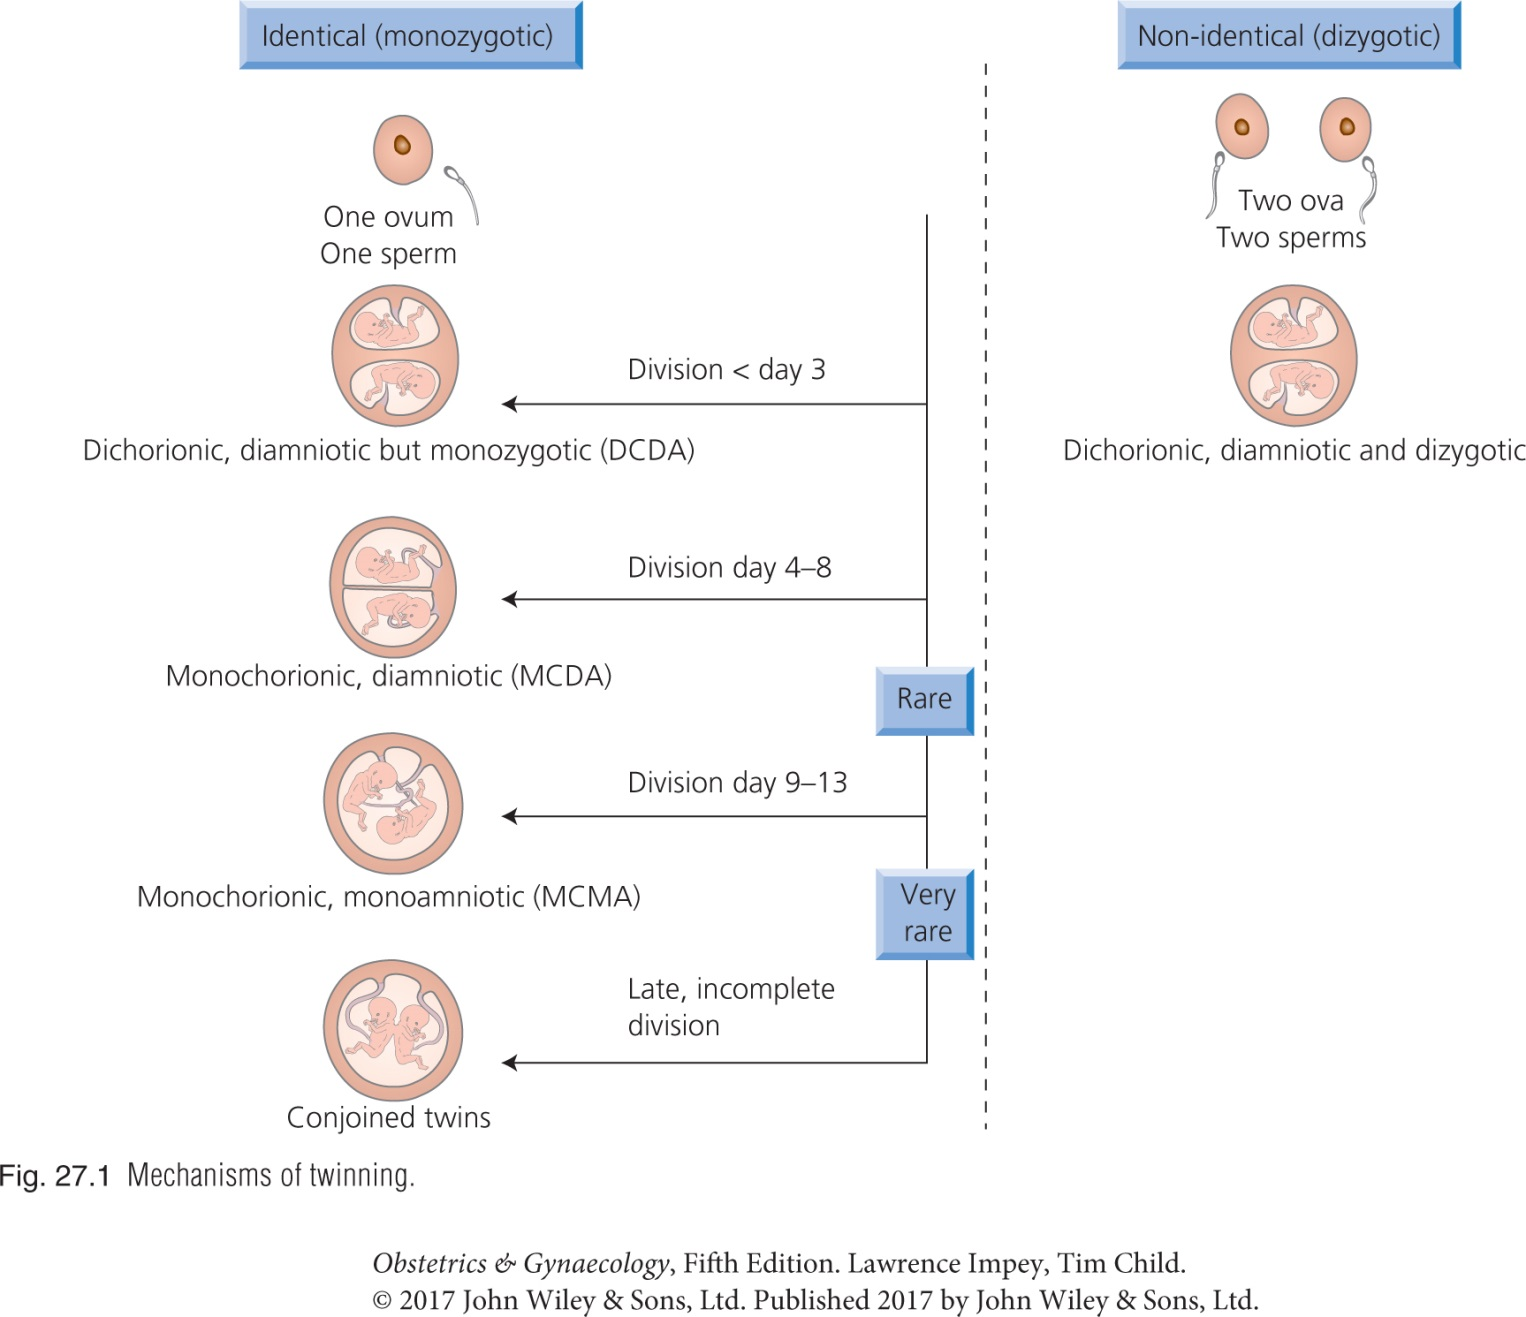 Identical (monozygotic)
Non-identical (dizygotic)
One ovum
One sperm
Two ova
Two sperms
Division < day 3
Dichorionic, diamniotic but monozygotic (DCDA)
Dichorionic, diamniotic and dizygotic
Division day 4–8
Monochorionic, diamniotic (MCDA)
Rare
Division day 9–13
Monochorionic, monoamniotic (MCMA)
Very
rare
Late, incomplete
division
Conjoined twins
Fig. 27.1 Mechanisms of twinning.
Obstetrics & Gynaecology, Fifth Edition. Lawrence Impey, Tim Child.
© 2017 John Wiley & Sons, Ltd. Published 2017 by John Wiley & Sons, Ltd.